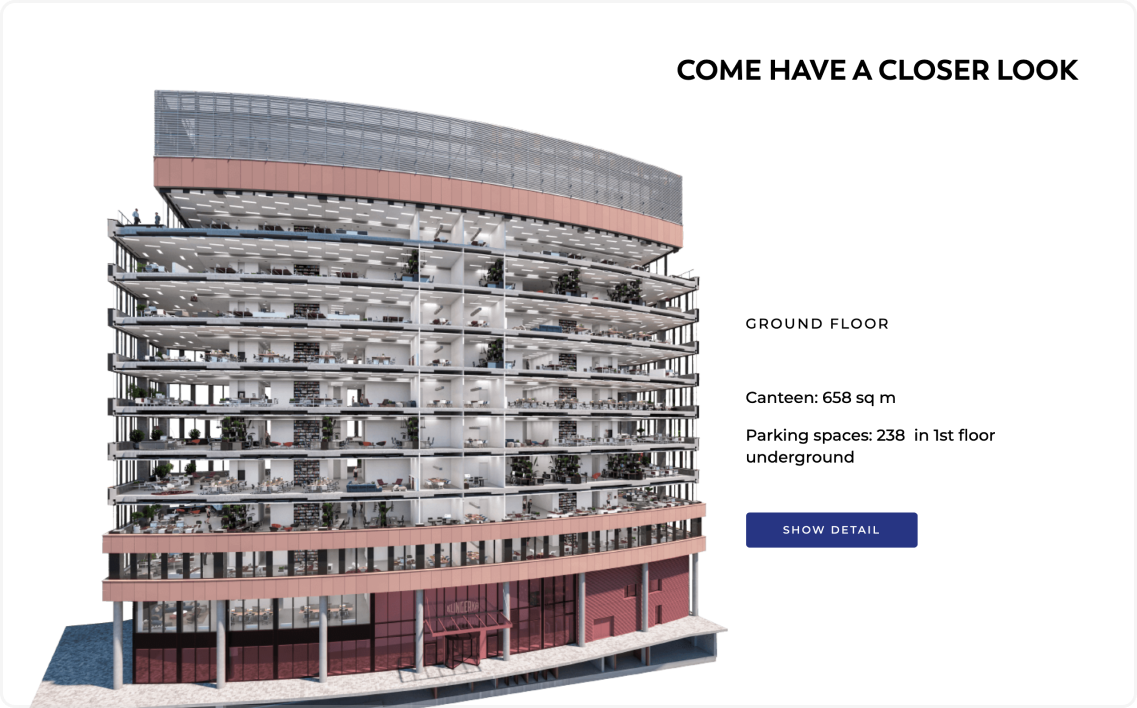 COME HAVE A CLOSER LOOK
GROUND FLOOR
Canteen: 658 sq m
Parking spaces: 238 in 1st floor
underground
SHOW DETAIL